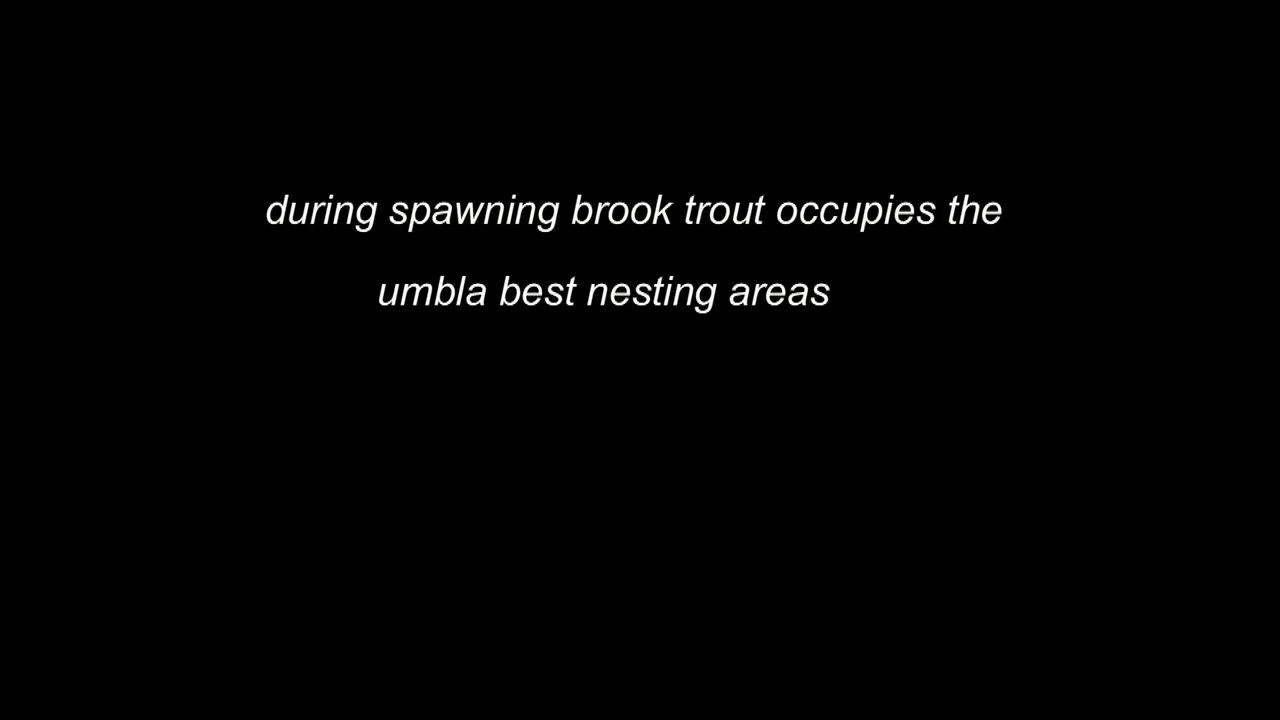 during spawning brook trout occupies the
umbla best nesting areas